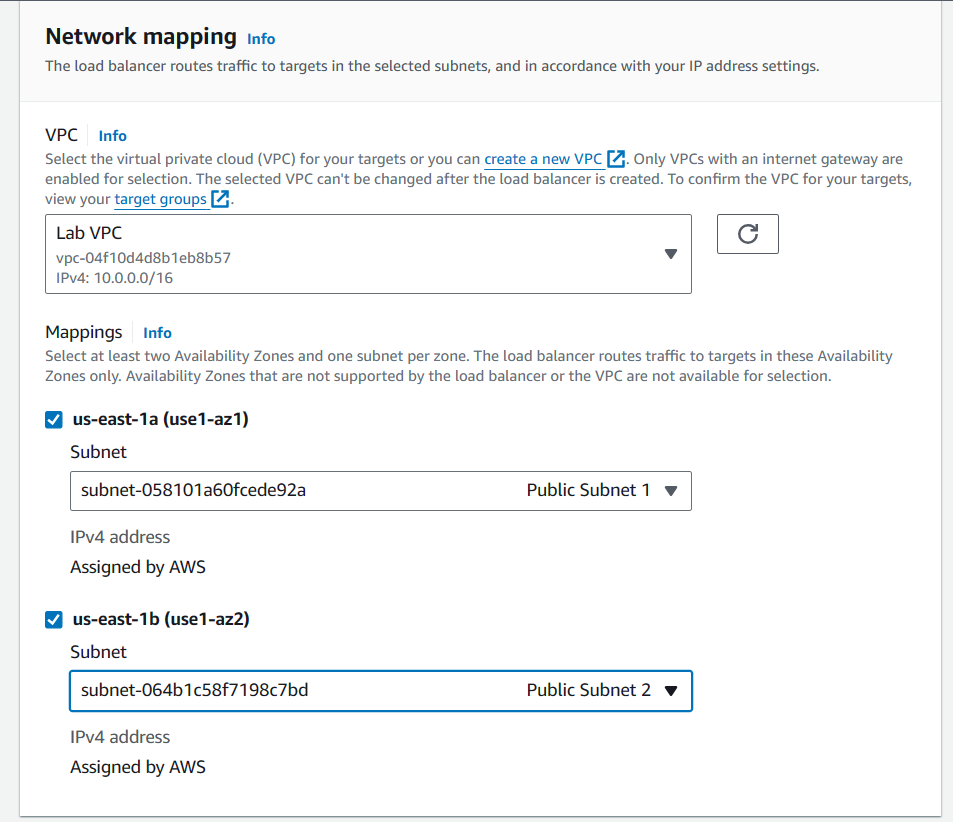 Network mapping Info
The load balancer routes traffic to targets in the selected subnets, and in accordance with your IP address settings.
VPC Info
Select the virtual private cloud (VPC) for your targets or you can create a new VPC. Only VPCs with an internet gateway are
enabled for selection. The selected VPC can't be changed after the load balancer is created. To confirm the VPC for your targets,
view your target groups.
Lab VPC
vpc-04f10d4d8b1eb8b57
IPv4: 10.0.0.0/16
Mappings Info
Select at least two Availability Zones and one subnet per zone. The load balancer routes traffic to targets in these Availability
Zones only. Availability Zones that are not supported by the load balancer or the VPC are not available for selection.
us-east-1a (use1-az1)
Subnet
subnet-058101a60fcede92a Public Subnet 1
IPv4 address
Assigned by AWS
us-east-1b (use1-az2)
Subnet
subnet-064b1c58f7198c7bd Public Subnet 2
IPv4 address
Assigned by AWS